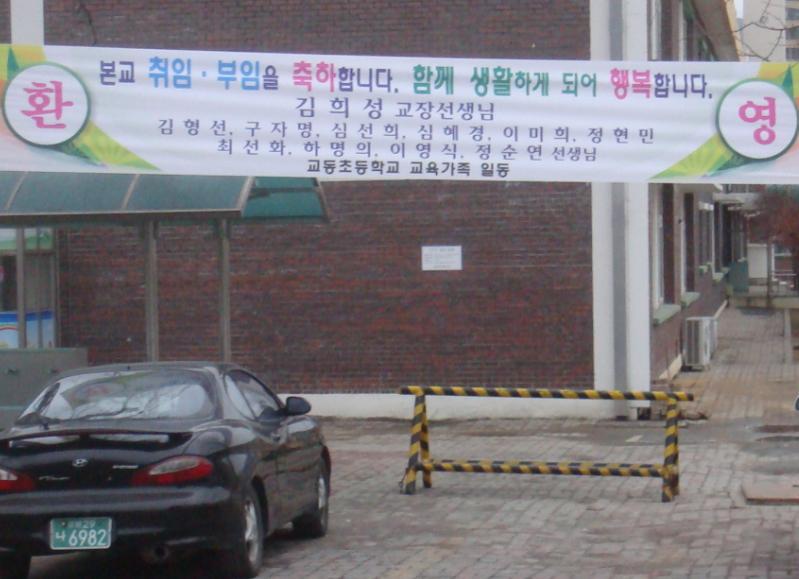 환 영
본교 취임·부임을 축하합니다. 함께 생활하게 되어 행복합니다.
김희성 교장선생님
김형선, 구자명, 심선희, 심혜경, 이미희, 정현민
최선화, 하명의, 이영식, 정순연 선생님
교동초등학교 교육가족 일동
나 6982